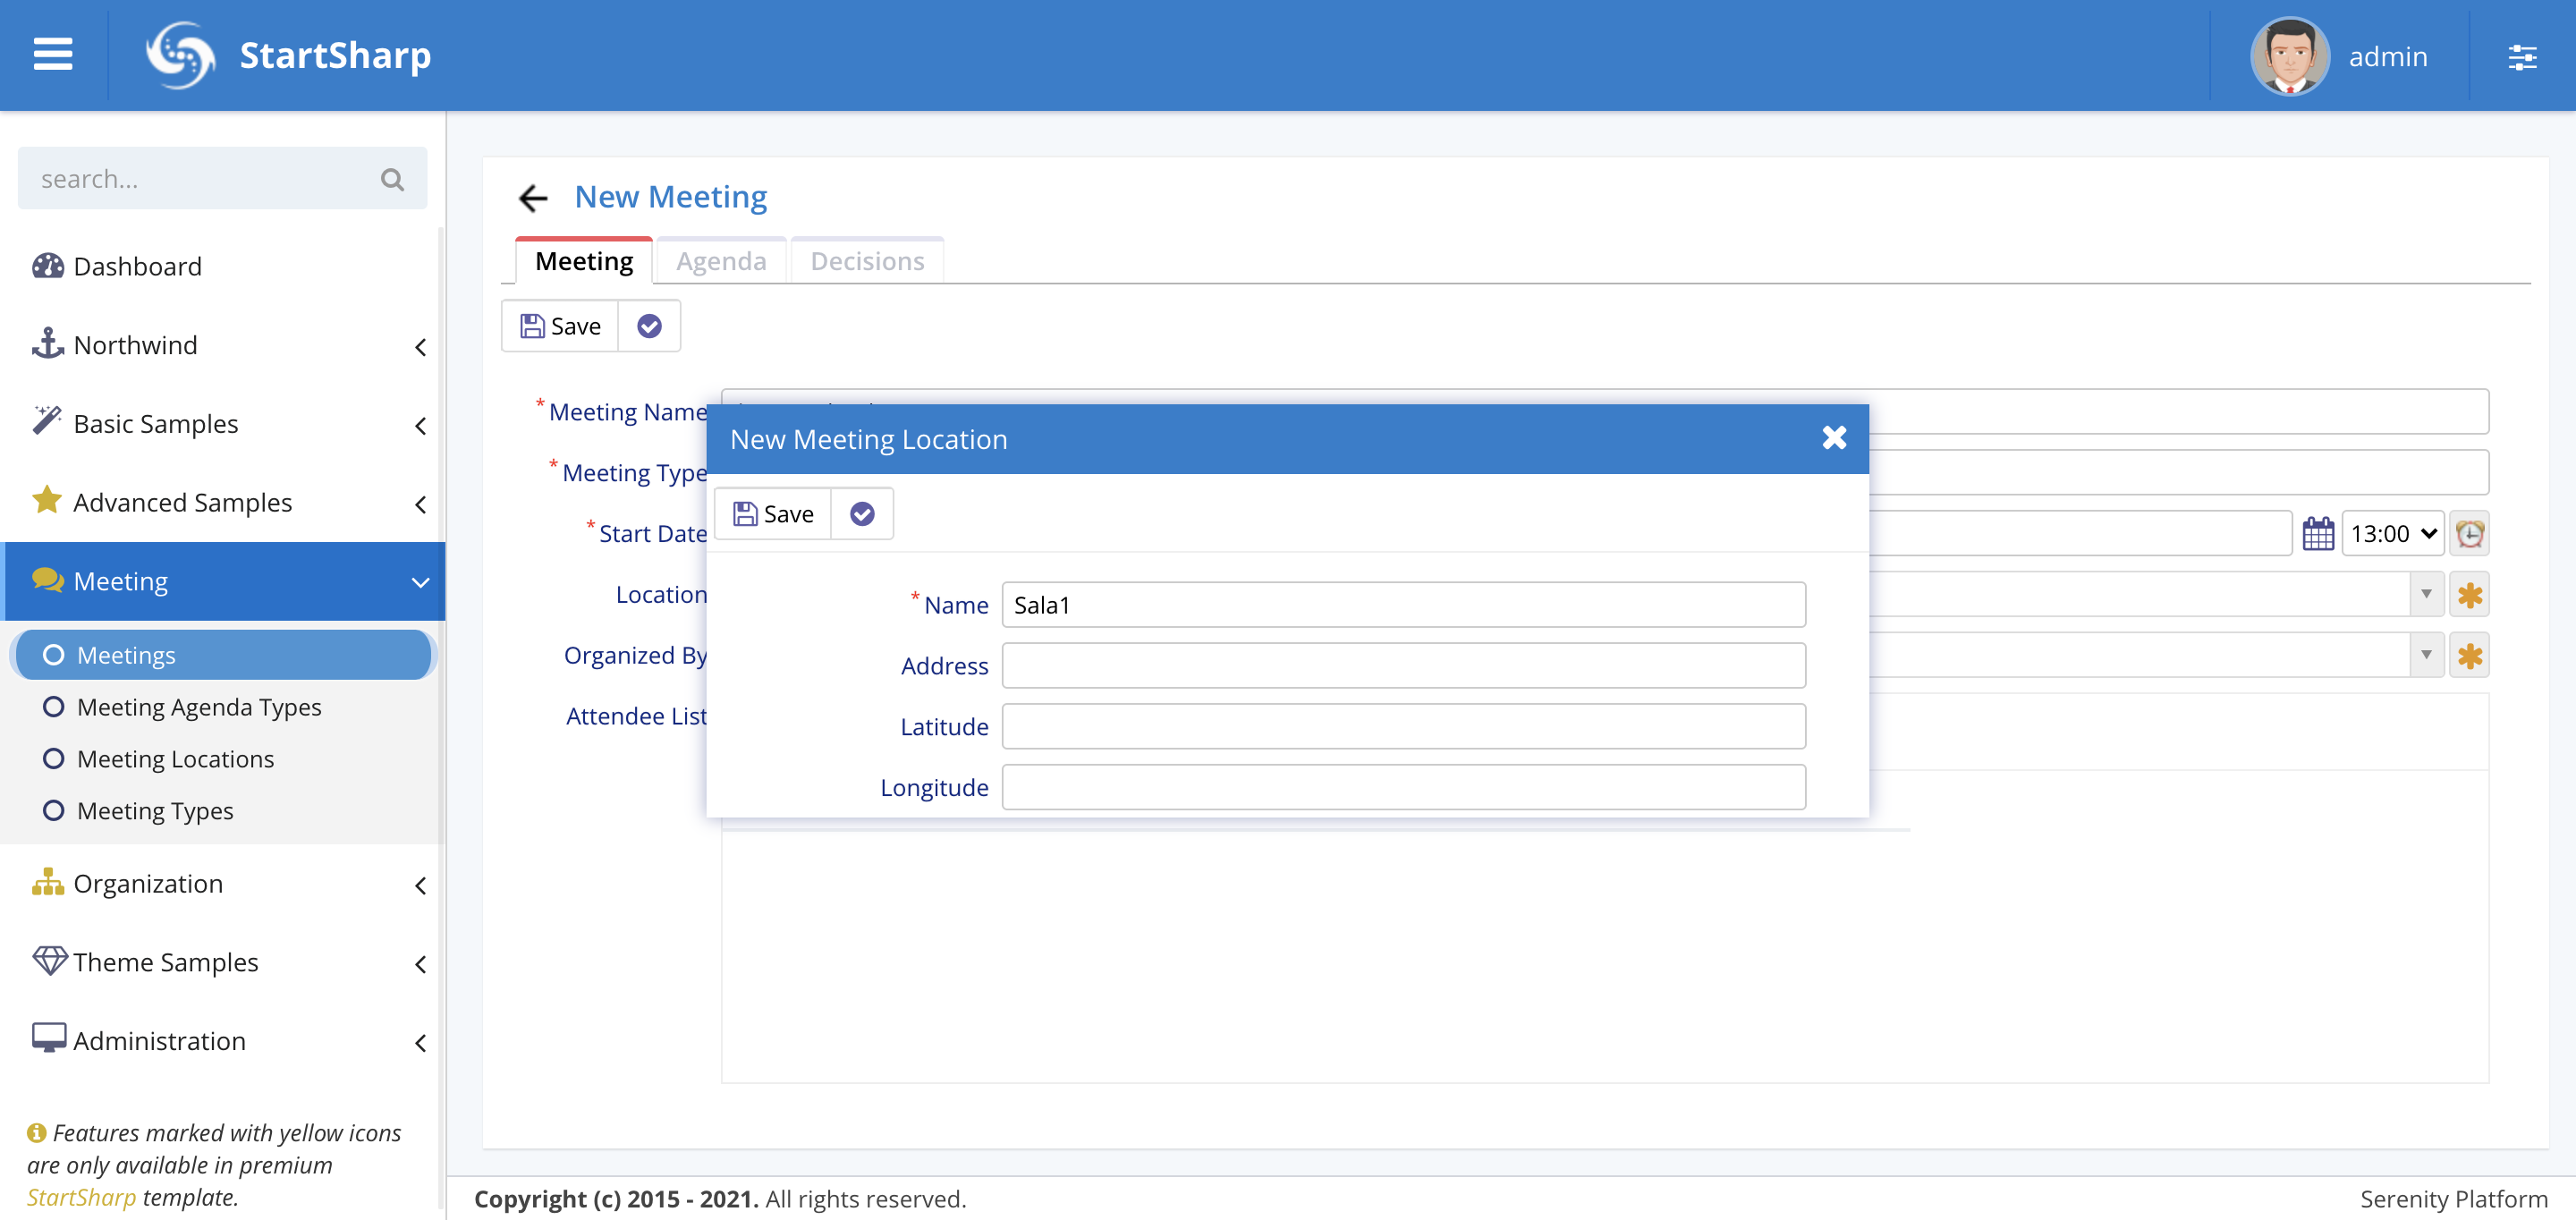 StartSharp
admin
search...
Dashboard
Northwind
Basic Samples
Advanced Samples
Meeting
Meetings
Meeting Agenda Types
Meeting Locations
Meeting Types
Organization
Theme Samples
Administration
Features marked with yellow icons
are only available in premium
StartSharp template.
New Meeting
Meeting Agenda Decisions
Save
* Meeting Name
* Meeting Type
* Start Date
13:00
Location
Organized By
Attendee List
New Meeting Location
Save
* Name Sala1
Address
Latitude
Longitude
Copyright (c) 2015 - 2021. All rights reserved.
Serenity Platform